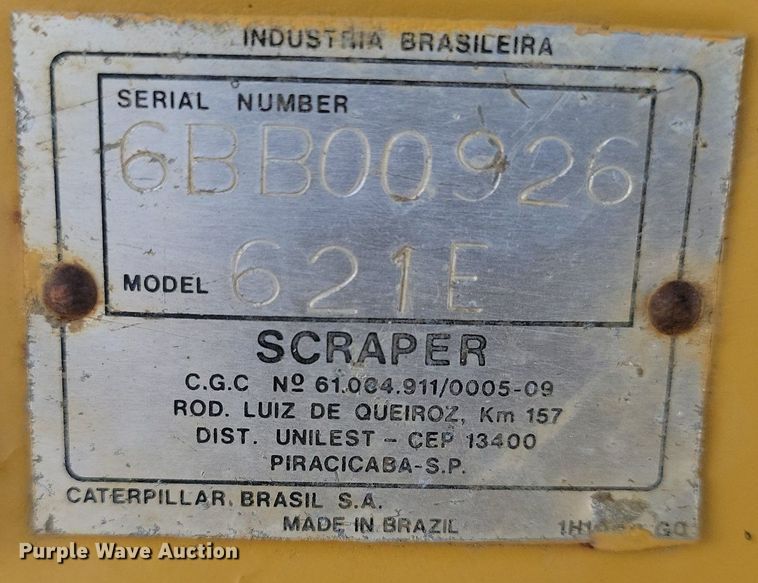 INDUSTRIA BRASILEIRA
SERIAL NUMBER
6BB00926
MODEL 621E
SCRAPER
C.G.C Nº 61.064.911/0005-09
ROD. LUIZ DE QUEIROZ, Km 157
DIST. UNILEST - CEP 13400
PIRACICABA-S.P.
CATERPILLAR BRASIL S.A.
MADE IN BRAZIL
Purple Wave Auction